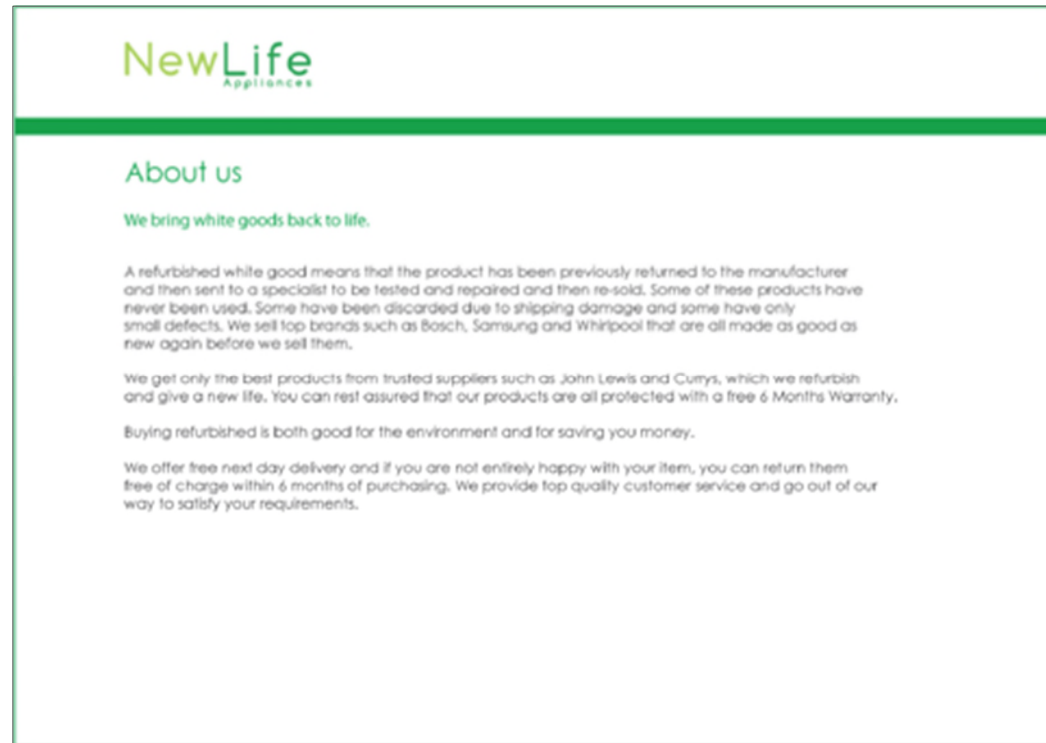 NewLife
Appliances
About us
We bring white goods back to life.
A refurbished white good means that the product has been previously returned to the manufacturer
and then sent to a specialist to be tested and repaired and then re-sold. Some of these products have
never been used. Some have been discarded due to shipping damage and some have only
small defects. We sell top brands such as Bosch, Samsung and Whirlpool that are all made as good as
new again before we sell them.
We get only the best products from trusted suppliers such as John Lewis and Currys, which we refurbish
and give a new life. You can rest assured that our products are all protected with a free 6 Months Warranty.
Buying refurbished is both good for the environment and for saving you money.
We offer free next day delivery and if you are not entirely happy with your item, you can return them
free of charge within 6 months of purchasing. We provide top quality customer service and go out of our
way to satisfy your requirements.